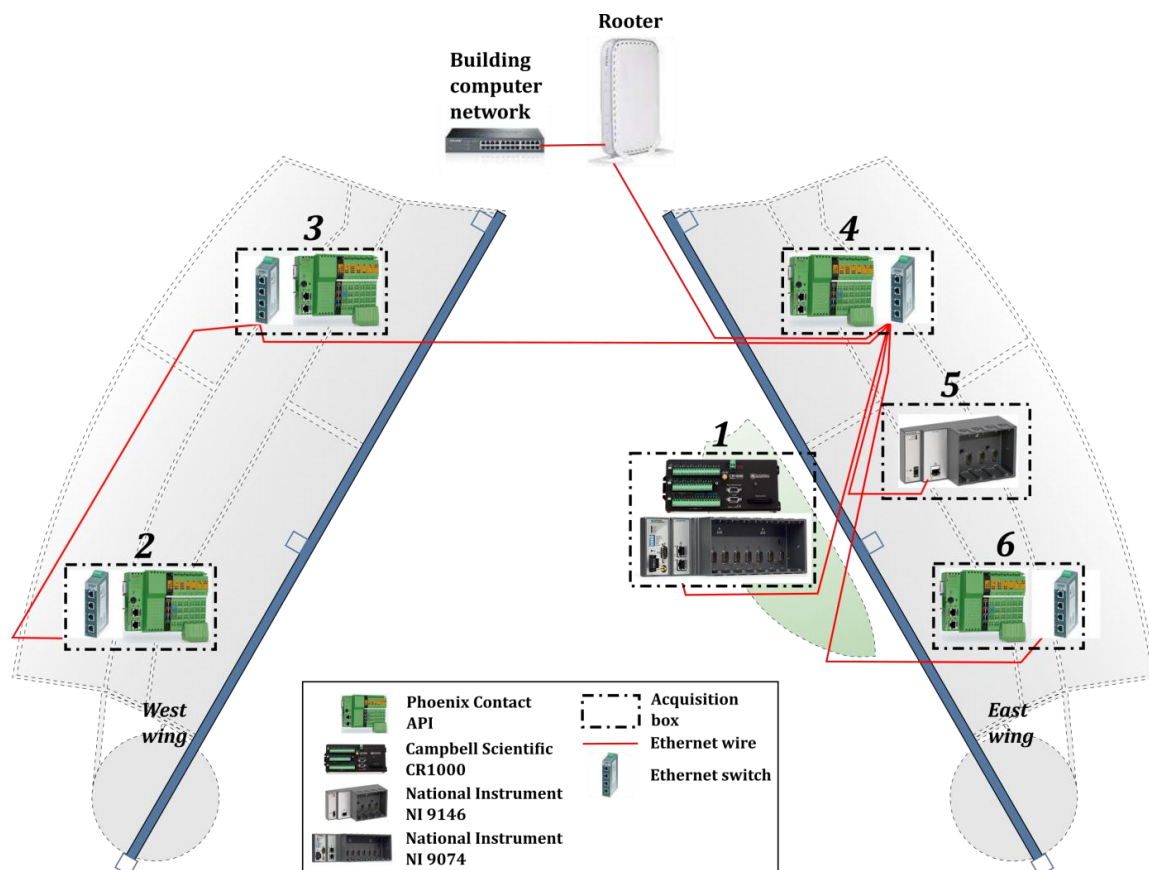 Rooter
Building
computer
network
3
4
5
1
2
6
West
wing
East
wing
Phoenix Contact
API
Campbell Scientific
CR1000
National Instrument
NI 9146
National Instrument
NI 9074
Acquisition
box
Ethernet wire
Ethernet switch